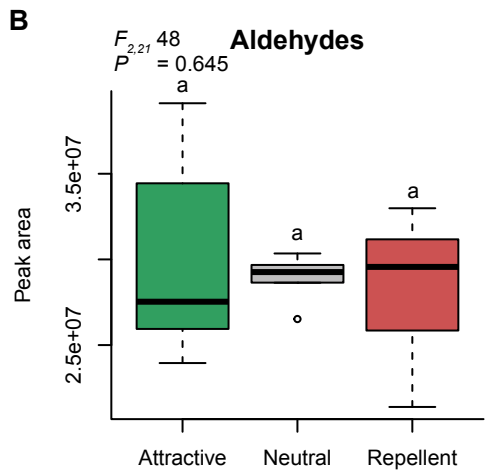 B
Aldehydes
F2,21 48
P = 0.645
a
a
a
Peak area
3.5e+07
2.5e+07
Attractive Neutral Repellent